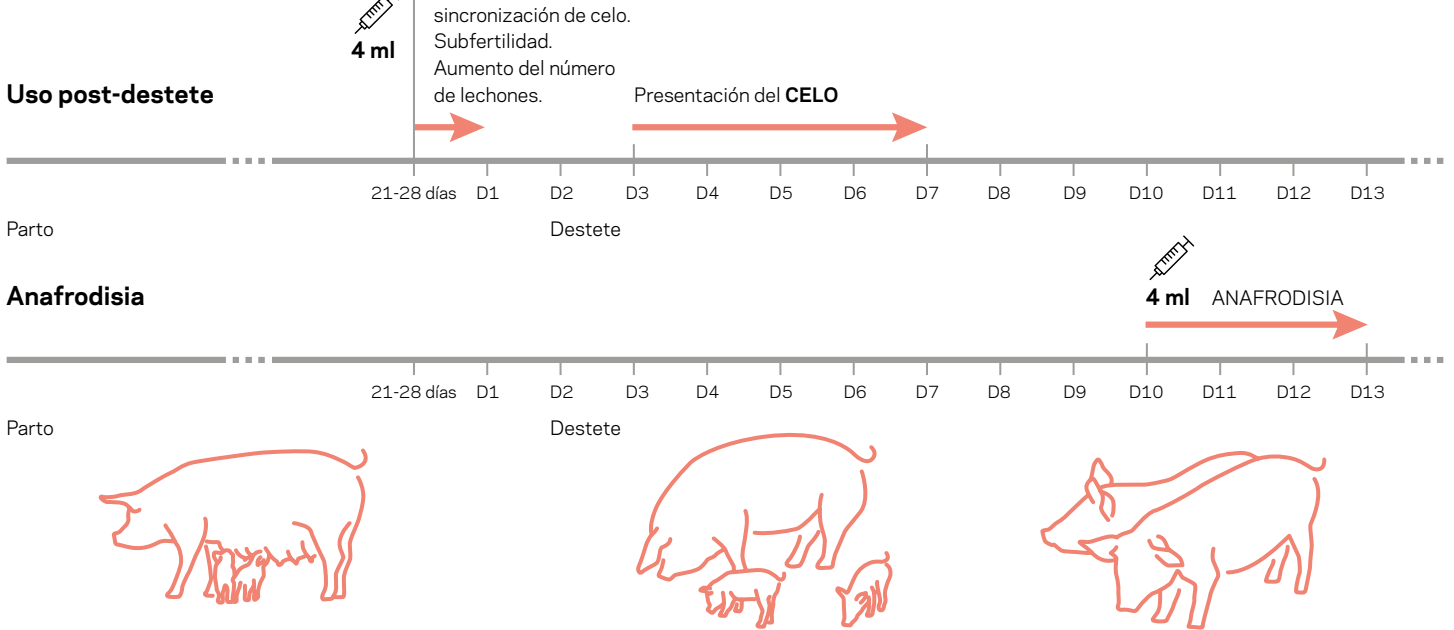 sincronización de celo.
4 ml
Subfertilidad.
Aumento del número
Uso post-destete
de lechones.
Presentación del CELO
21-28 días D1 D2 D3 D4 D5 D6 D7 D8 D9 D10 D11 D12 D13
Parto Destete
Anafrodisia
4 ml ANAFRODISIA
21-28 días D1 D2 D3 D4 D5 D6 D7 D8 D9 D10 D11 D12 D13
Parto Destete